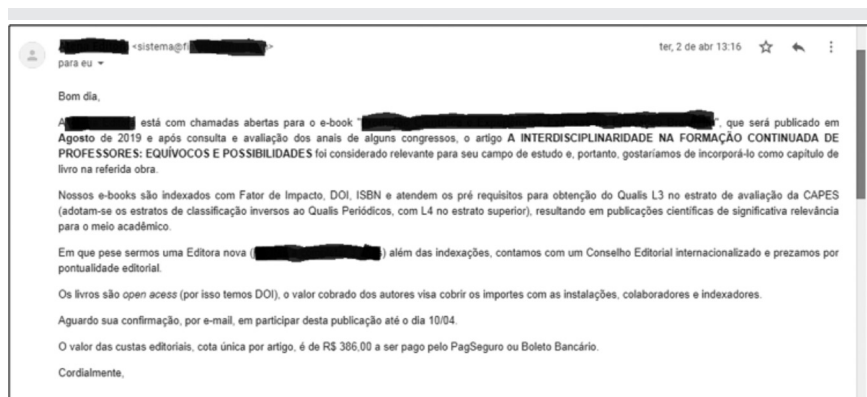 <sistema@fi >
ter, 2 de abr 13:16
para eu
Bom dia,
A está com chamadas abertas para o e-book " ", que será publicado em
Agosto de 2019 e após consulta e avaliação dos anais de alguns congressos, o artigo A INTERDISCIPLINARIDADE NA FORMAÇÃO CONTINUADA DE
PROFESSORES: EQUÍVOCOS E POSSIBILIDADES foi considerado relevante para seu campo de estudo e, portanto, gostaríamos de incorporá-lo como capítulo de
livro na referida obra.
Nossos e-books são indexados com Fator de Impacto, DOI, ISBN e atendem os pré requisitos para obtenção do Qualis L3 no estrato de avaliação da CAPES
(adotam-se os estratos de classificação inversos ao Qualis Periódicos, com L4 no estrato superior), resultando em publicações científicas de significativa relevância
para o meio acadêmico.
Em que pese sermos uma Editora nova ( ) além das indexações, contamos com um Conselho Editorial internacionalizado e prezamos por
pontualidade editorial.
Os livros são open acess (por isso temos DOI), o valor cobrado dos autores visa cobrir os importes com as instalações, colaboradores e indexadores.
Aguardo sua confirmação, por e-mail, em participar desta publicação até o dia 10/04.
O valor das custas editoriais, cota única por artigo, é de R$ 386,00 a ser pago pelo PagSeguro ou Boleto Bancário.
Cordialmente,